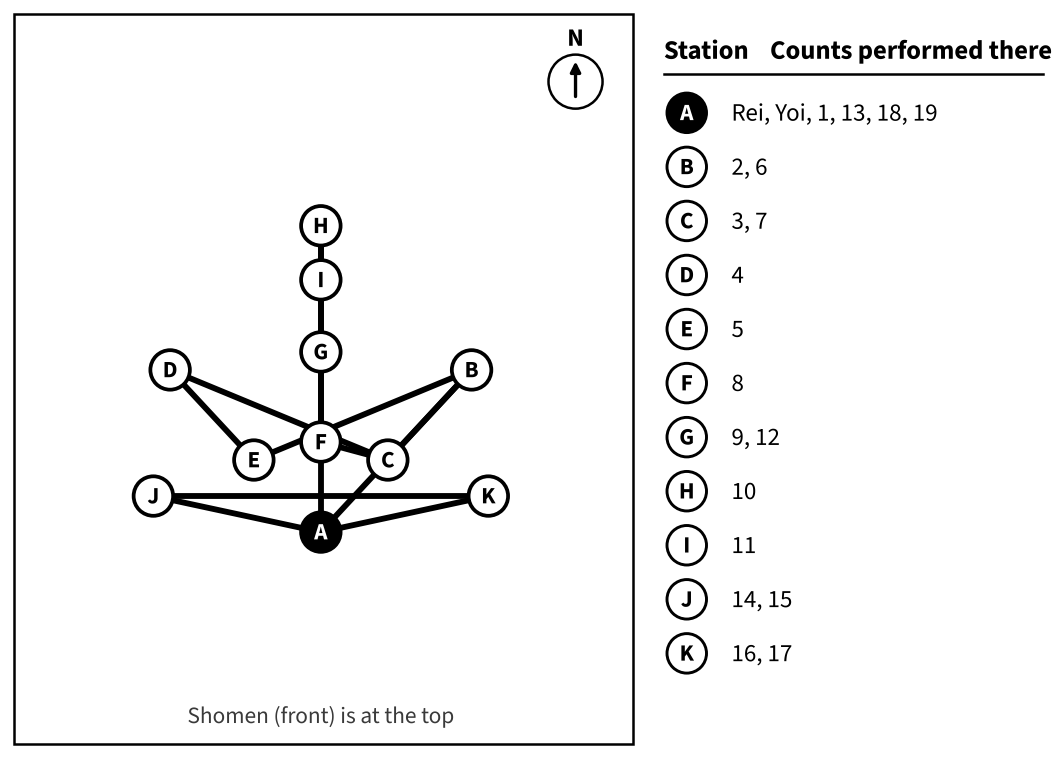 N
H
I
G
D
B
F
E
C
J
K
A
Shomen (front) is at the top
Station Counts performed there
A Rei, Yoi, 1, 13, 18, 19
B 2, 6
C 3, 7
D 4
E 5
F 8
G 9, 12
H 10
I 11
J 14, 15
K 16, 17